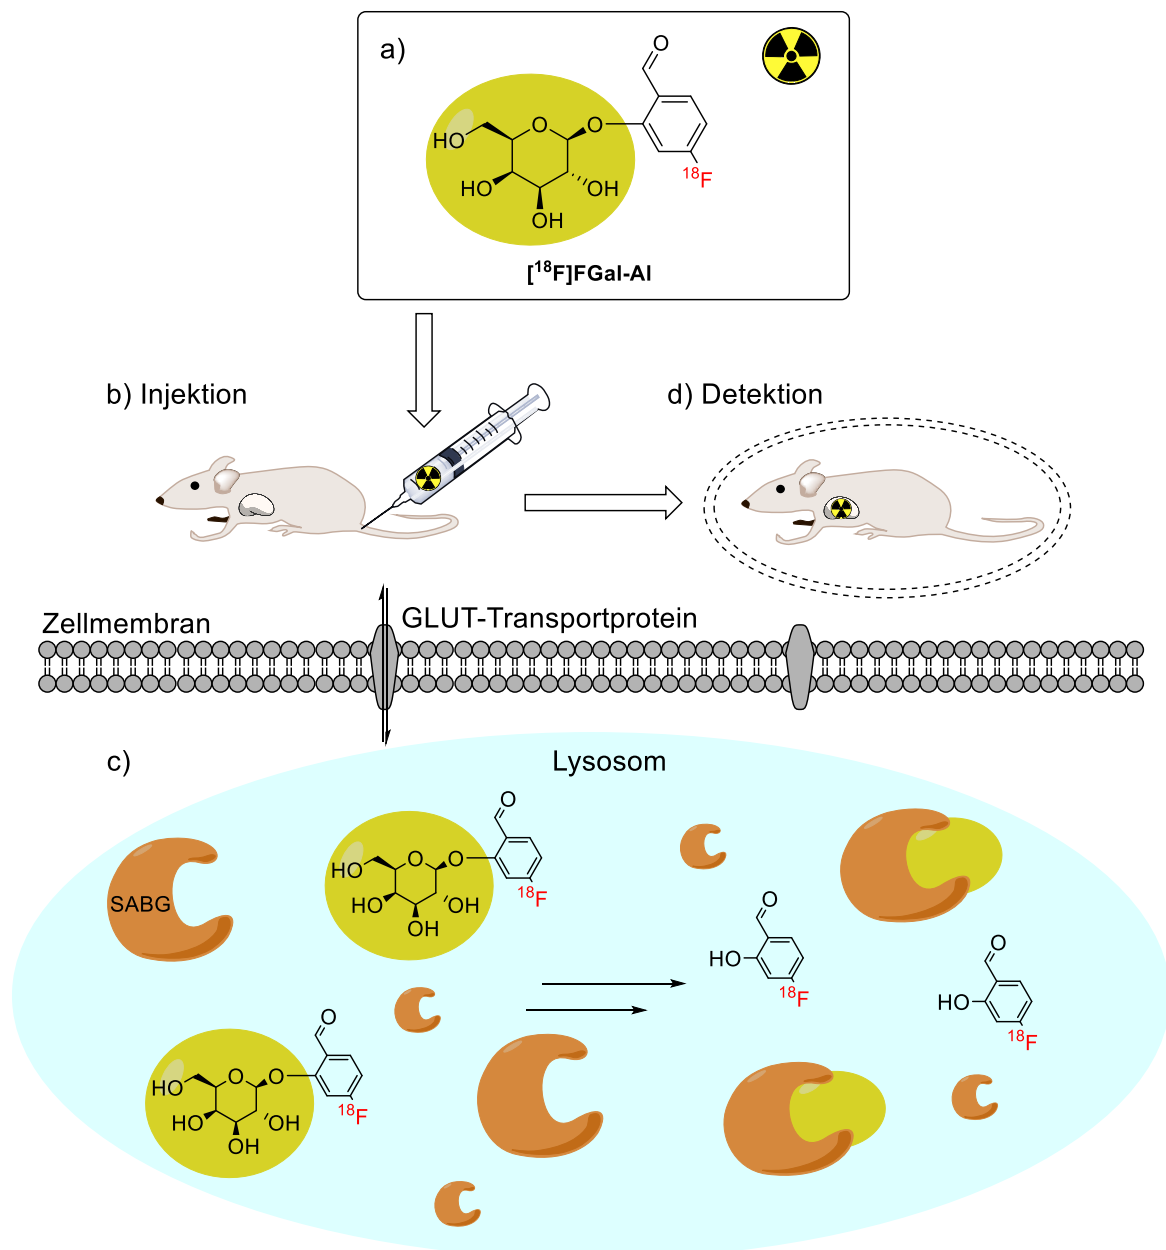 a)
O
HO
O
O
HO
OH
OH
¹⁸F
[¹⁸F]FGal-Al
b) Injektion
d) Detektion
Zellmembran
GLUT-Transportprotein
c)
Lysosom
SABG
O
HO
O
O
HO
OH
OH
¹⁸F
O
HO
¹⁸F
O
HO
¹⁸F
O
HO
O
O
HO
OH
OH
¹⁸F